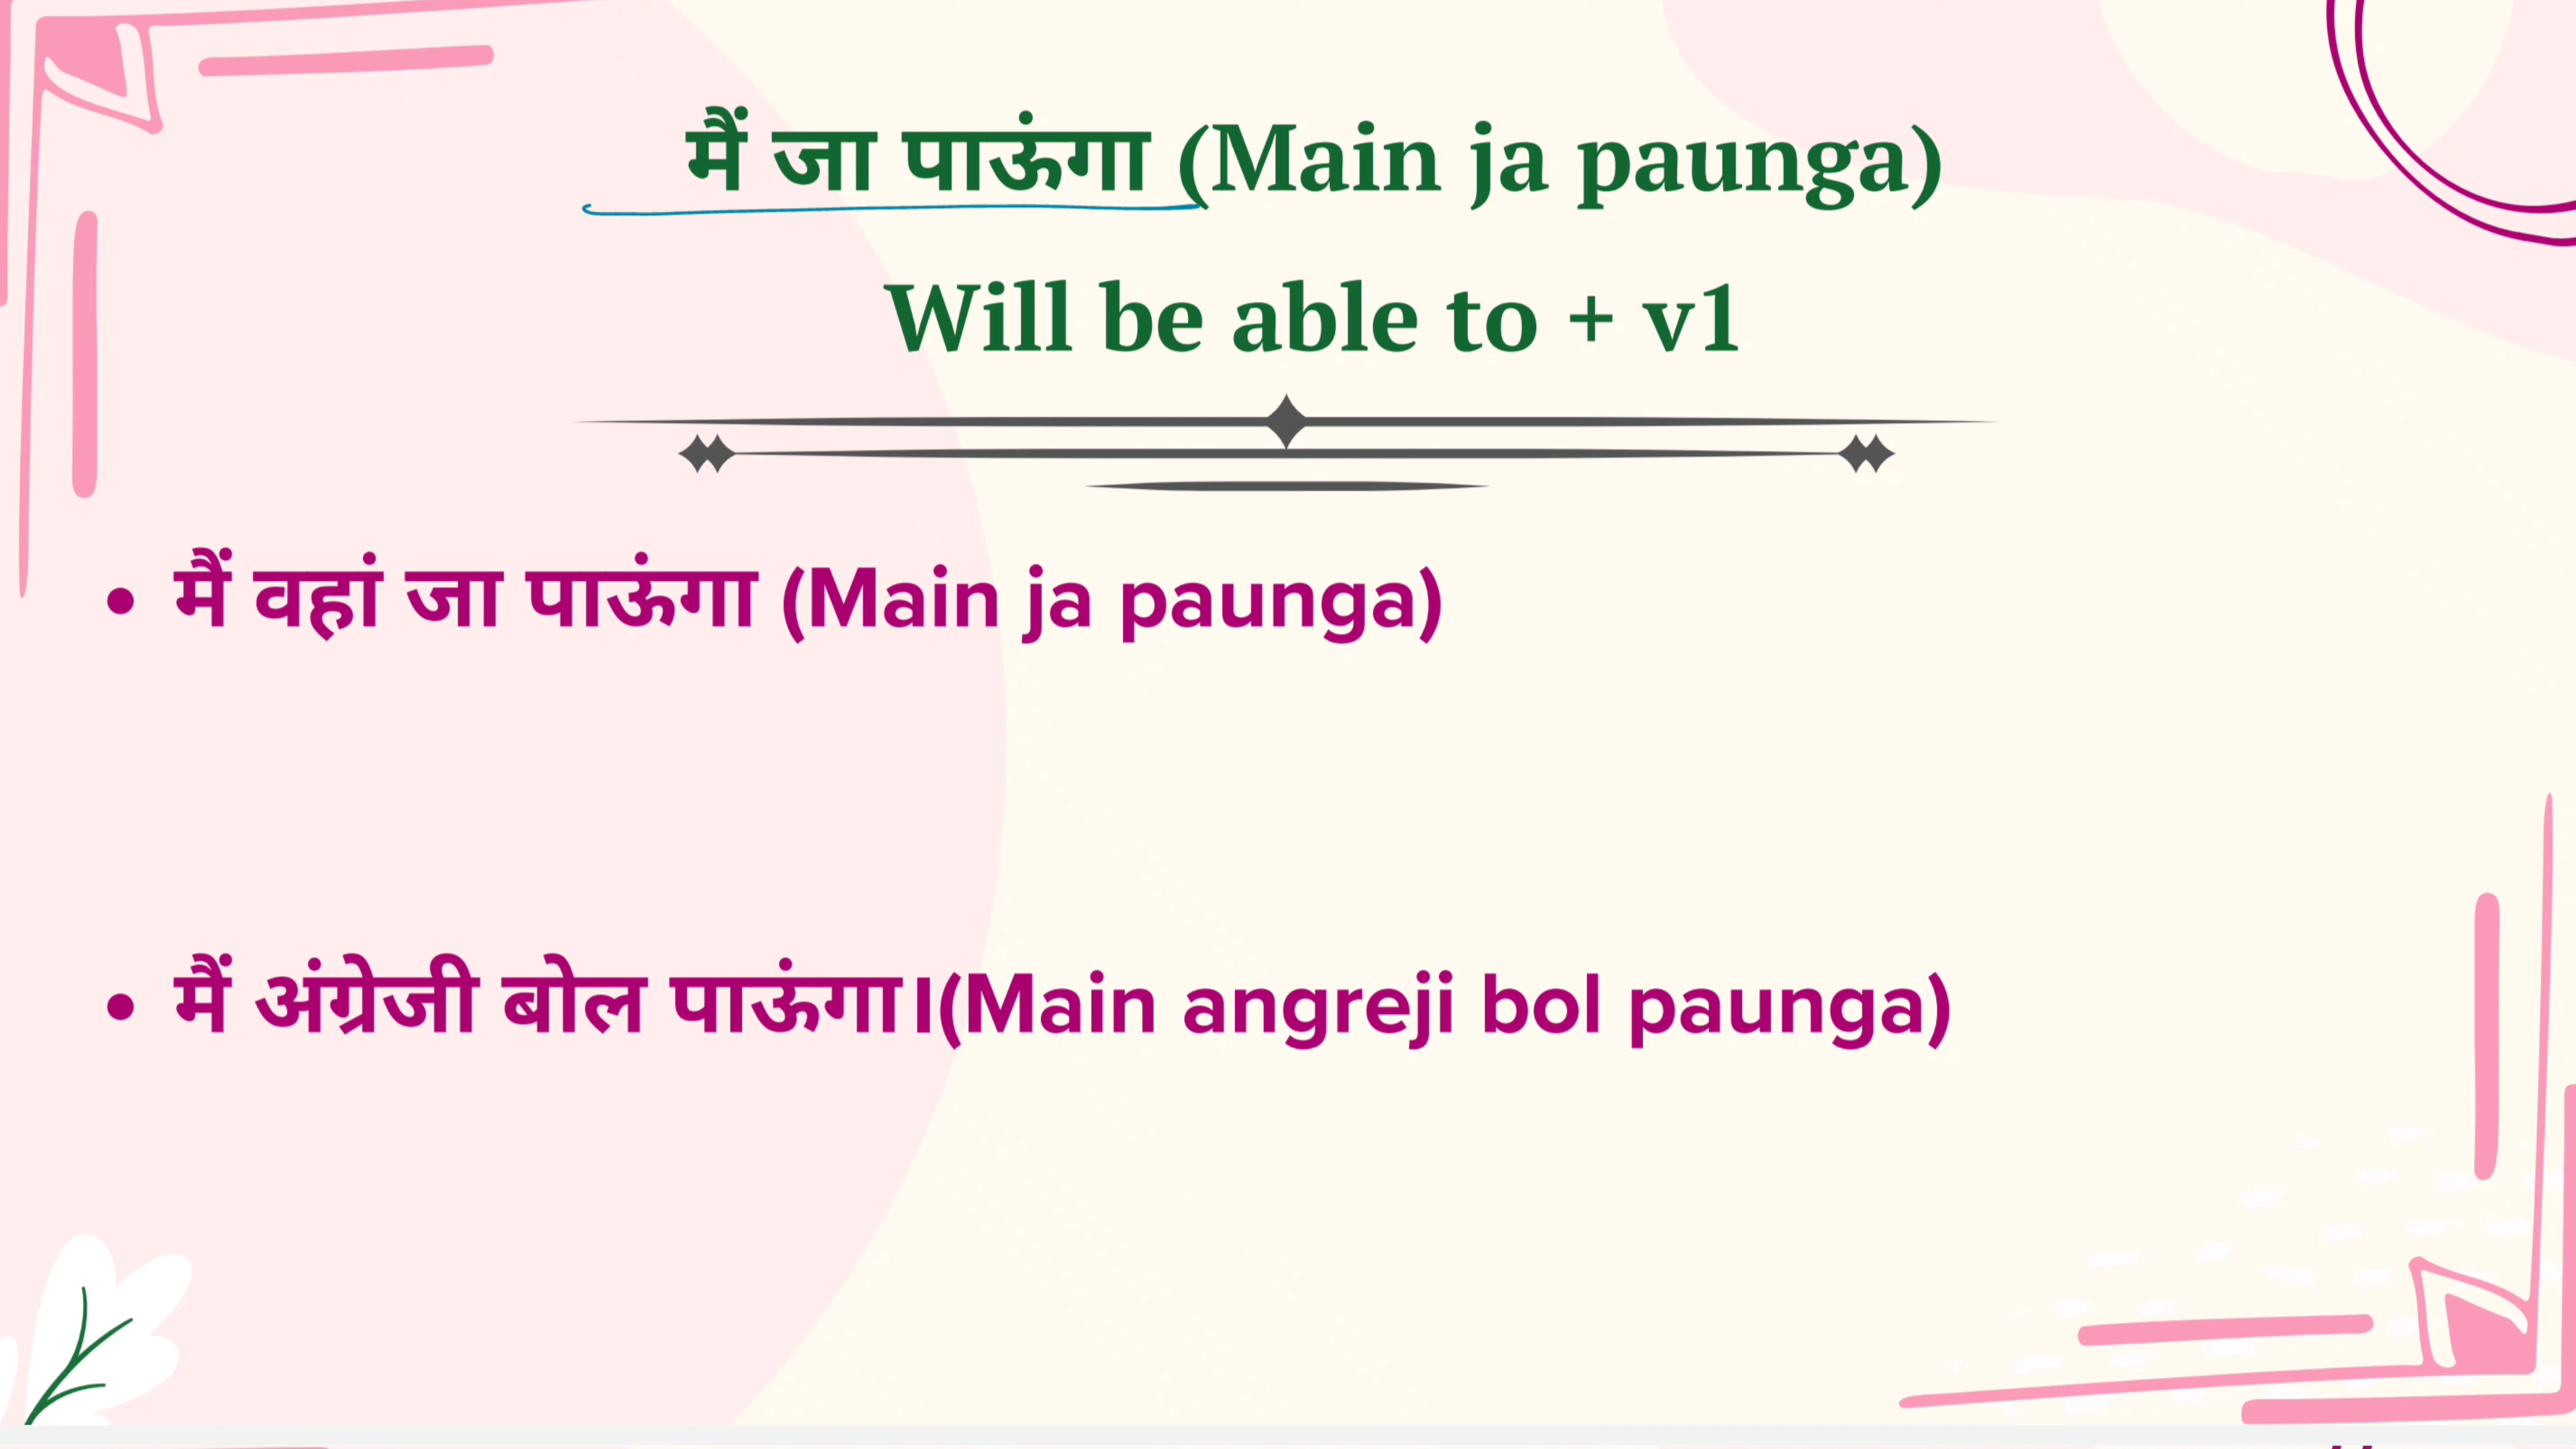 मैं जा पाऊंगा (Main ja paunga)
Will be able to + v1
• मैं वहां जा पाऊंगा (Main ja paunga)
• मैं अंग्रेजी बोल पाऊंगा।(Main angreji bol paunga)